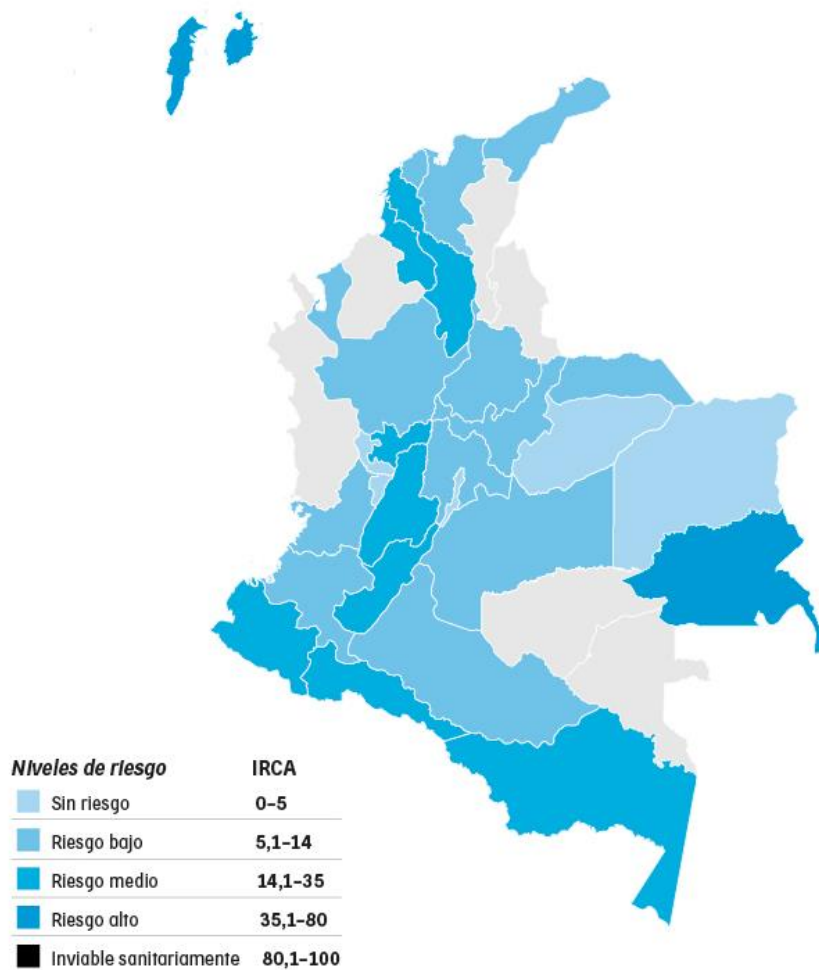 Niveles de riesgo IRCA
Sin riesgo 0–5
Riesgo bajo 5,1–14
Riesgo medio 14,1–35
Riesgo alto 35,1–80
Inviable sanitariamente 80,1–100